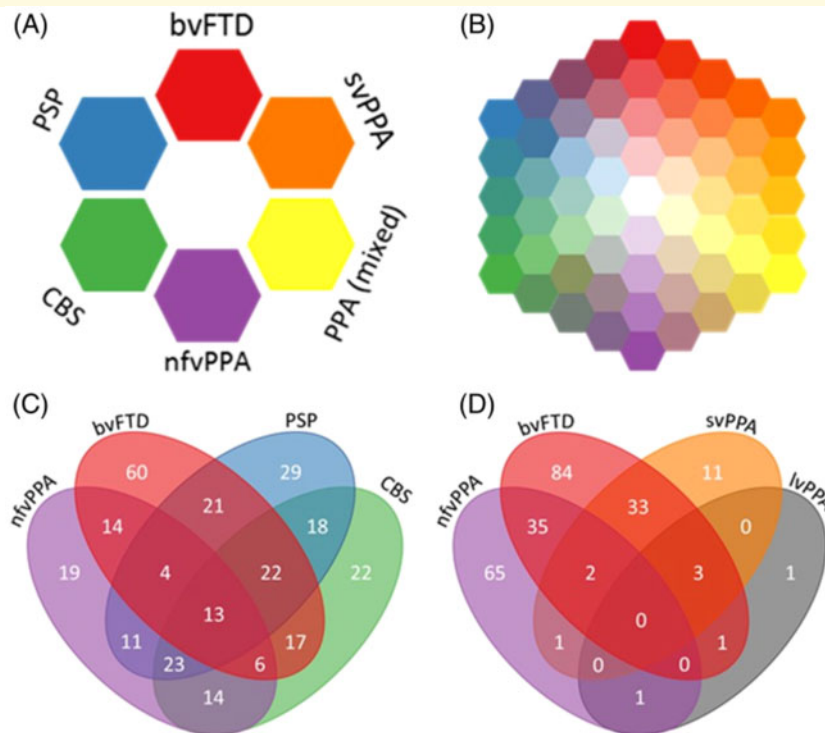 (A)
bvFTD
PSP
svPPA
CBS
PPA (mixed)
nfvPPA
(B)
(C)
bvFTD
PSP
nfvPPA
CBS
60
29
21
14
18
19
4
22
22
13
11
17
23
6
14
(D)
bvFTD
svPPA
nfvPPA
lvPPA
84
11
33
35
0
65
2
3
1
0
1
1
0
0
1